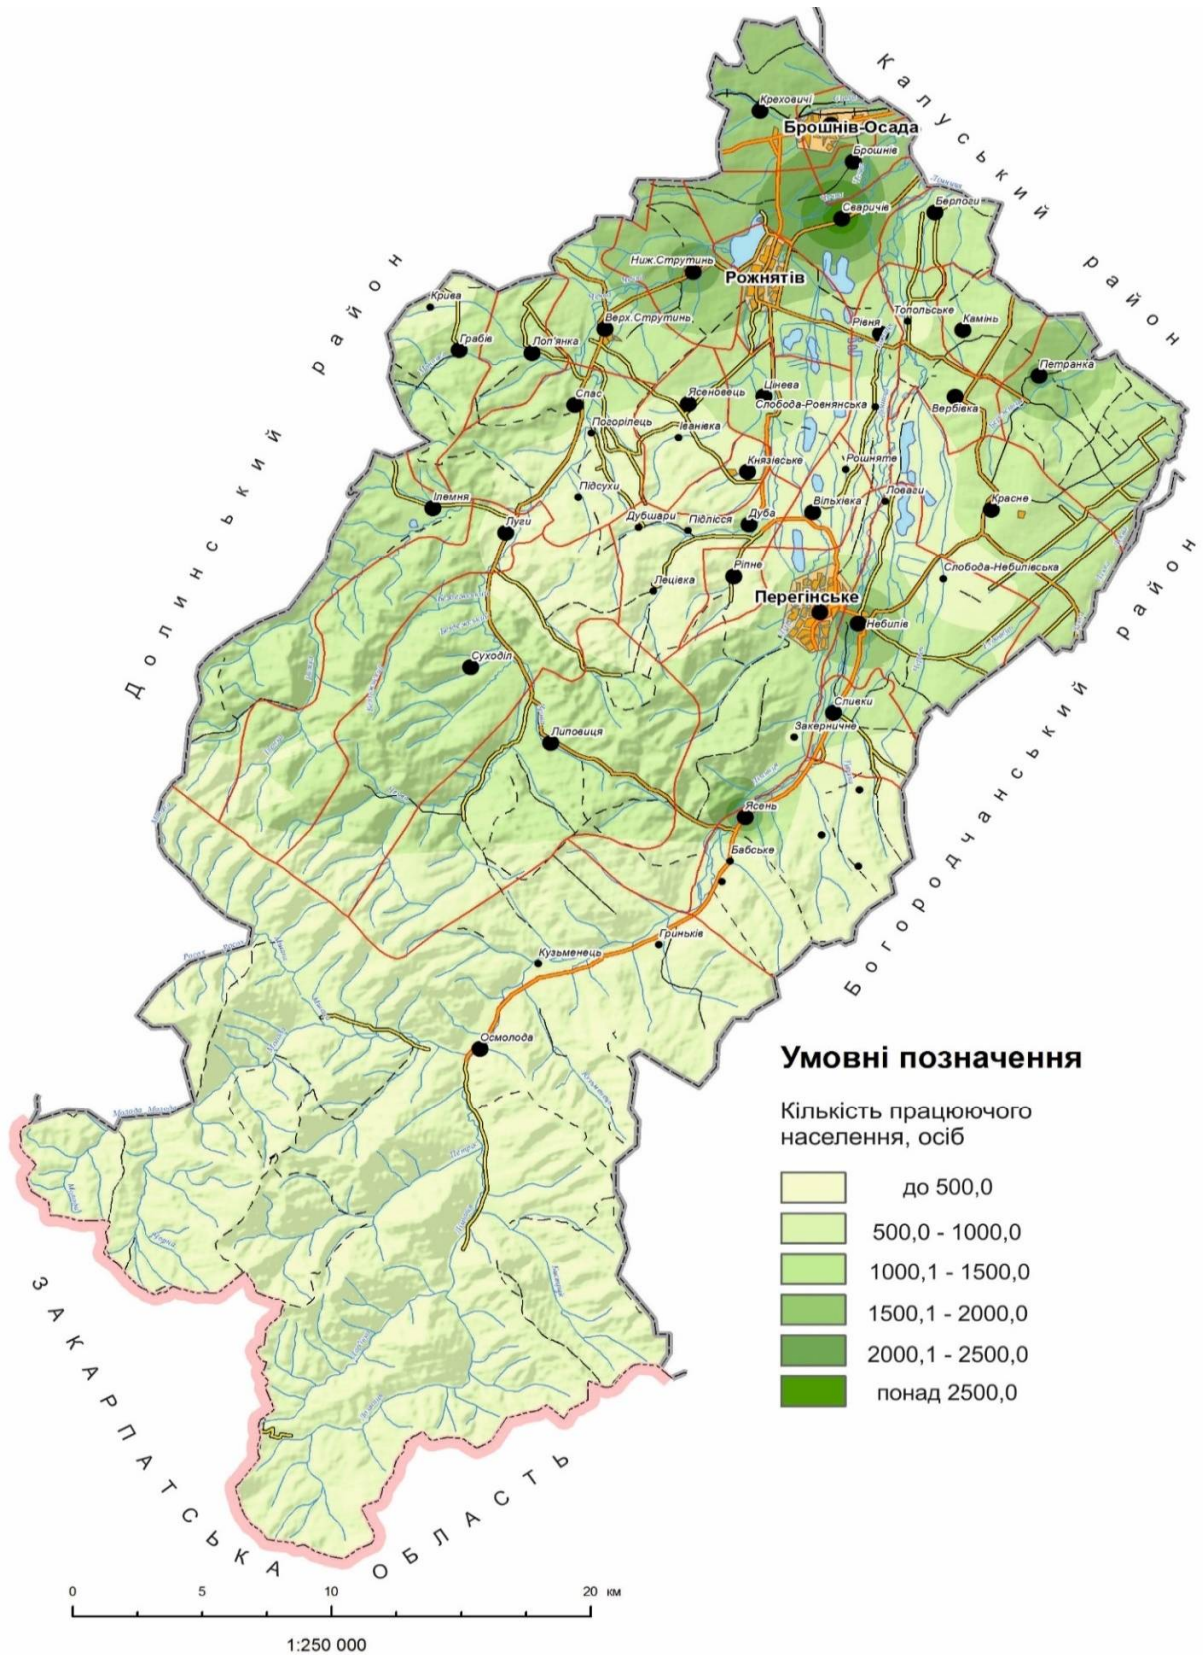 Калуський район
Креховичі
Брошнів-Осада
Брошнів
Сваричів
Берлоги
Ниж.Струтинь
Рожнятів
Долинський район
Крива
Верх.Струтинь
Топольське
Рівня
Камінь
Грабів
Лоп'янка
Петранка
Спас
Ясеновець
Цінева
Слобода-Ровнянська
Вербівка
Погорілець
Іванівка
Князівське
Рошняте
Ілемня
Підсухи
Вільхівка
Ловаги
Красне
Луги
Дубшари
Підлісся
Дуба
Ріпне
Лецівка
Слобода-Небилівська
Перегінське
Небилів
Богородчанський район
Суходіл
Сливки
Закерничне
Липовиця
Ясень
Бабське
Гриньків
Кузьменець
Осмолода
Умовні позначення
Кількість працюючого
населення, осіб
до 500,0
500,0 - 1000,0
1000,1 - 1500,0
1500,1 - 2000,0
2000,1 - 2500,0
понад 2500,0
ЗАКАРПАТСЬКА ОБЛАСТЬ
0 5 10 20 км
1:250 000